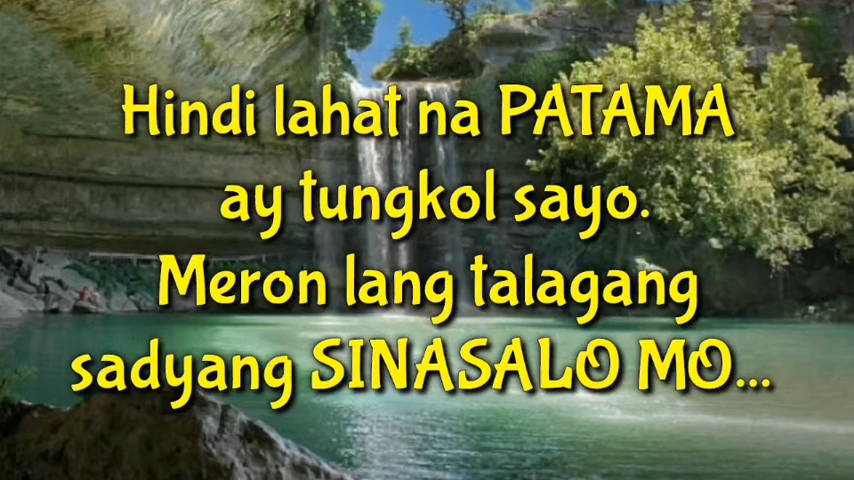 Hindi lahat na PATAMA
ay tungkol sayo.
Meron lang talagang
sadyang SINASALO MO...